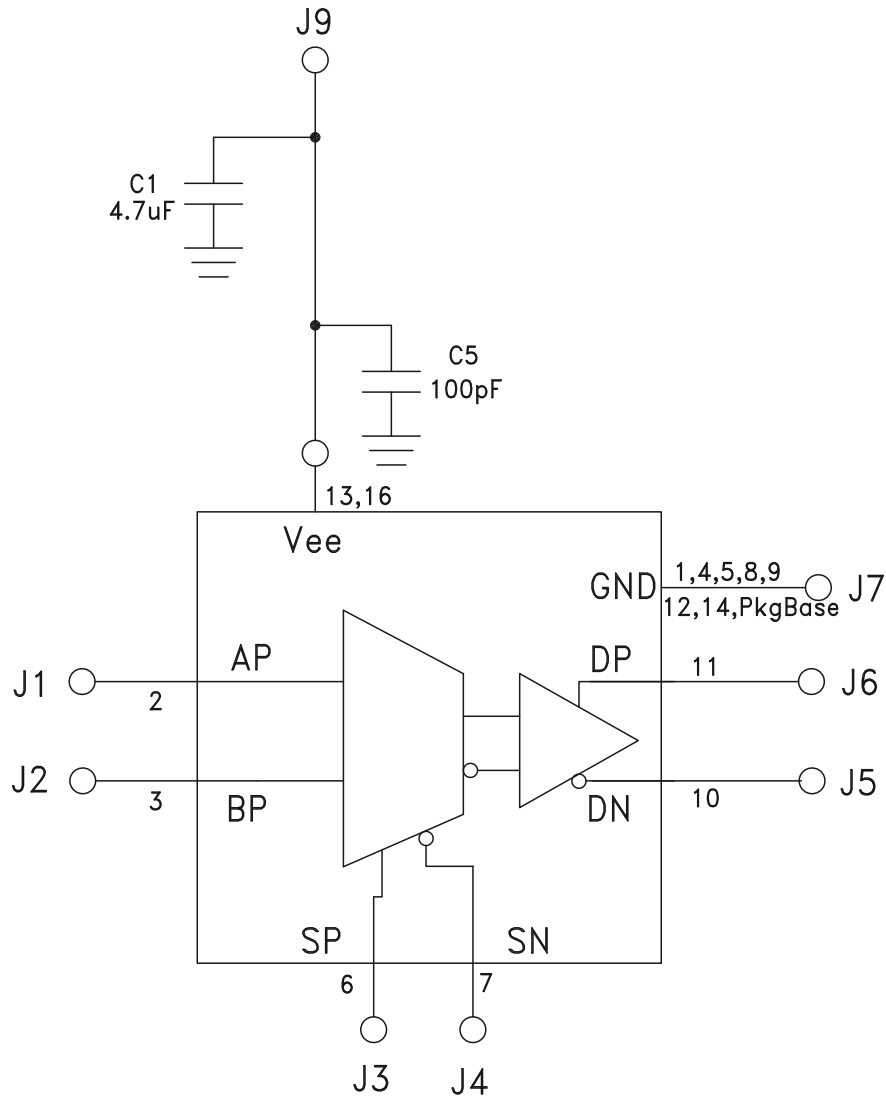 J9
C1
4.7uF
C5
100pF
13,16
Vee
GND
1,4,5,8,9
12,14,PkgBase
J7
AP
DP
11
J1
2
J6
J2
3
BP
DN
10
J5
SP
SN
6
7
J3
J4